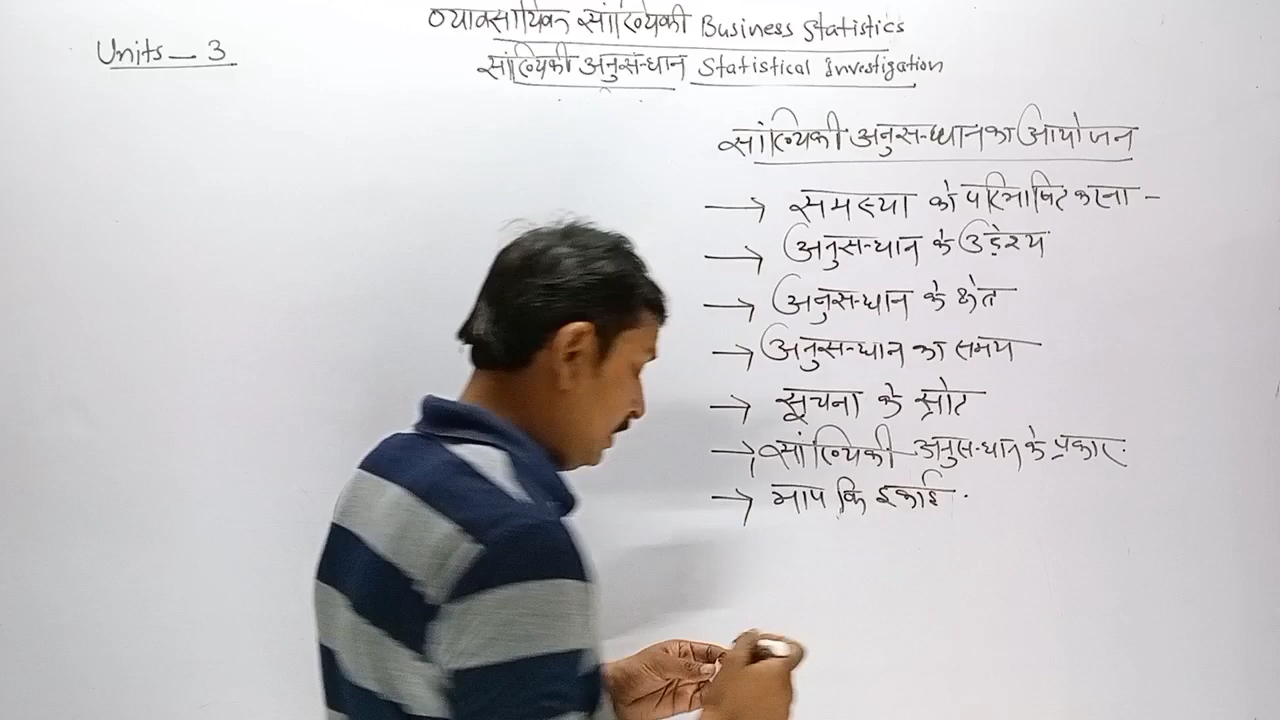 व्यावसायिक सांख्यिकी Business Statistics
Units - 3
सांख्यिकी अनुसन्धान Statistical Investigation
सांख्यिकी अनुसन्धान का आयोजन
→ समस्या को परिभाषित करना -
→ अनुसन्धान के उद्देश्य
→ अनुसन्धान के क्षेत्र
→ अनुसन्धान का समय
→ सूचना के स्रोत
→ सांख्यिकी अनुसन्धान के प्रकार.
→ माप कि इकाई.